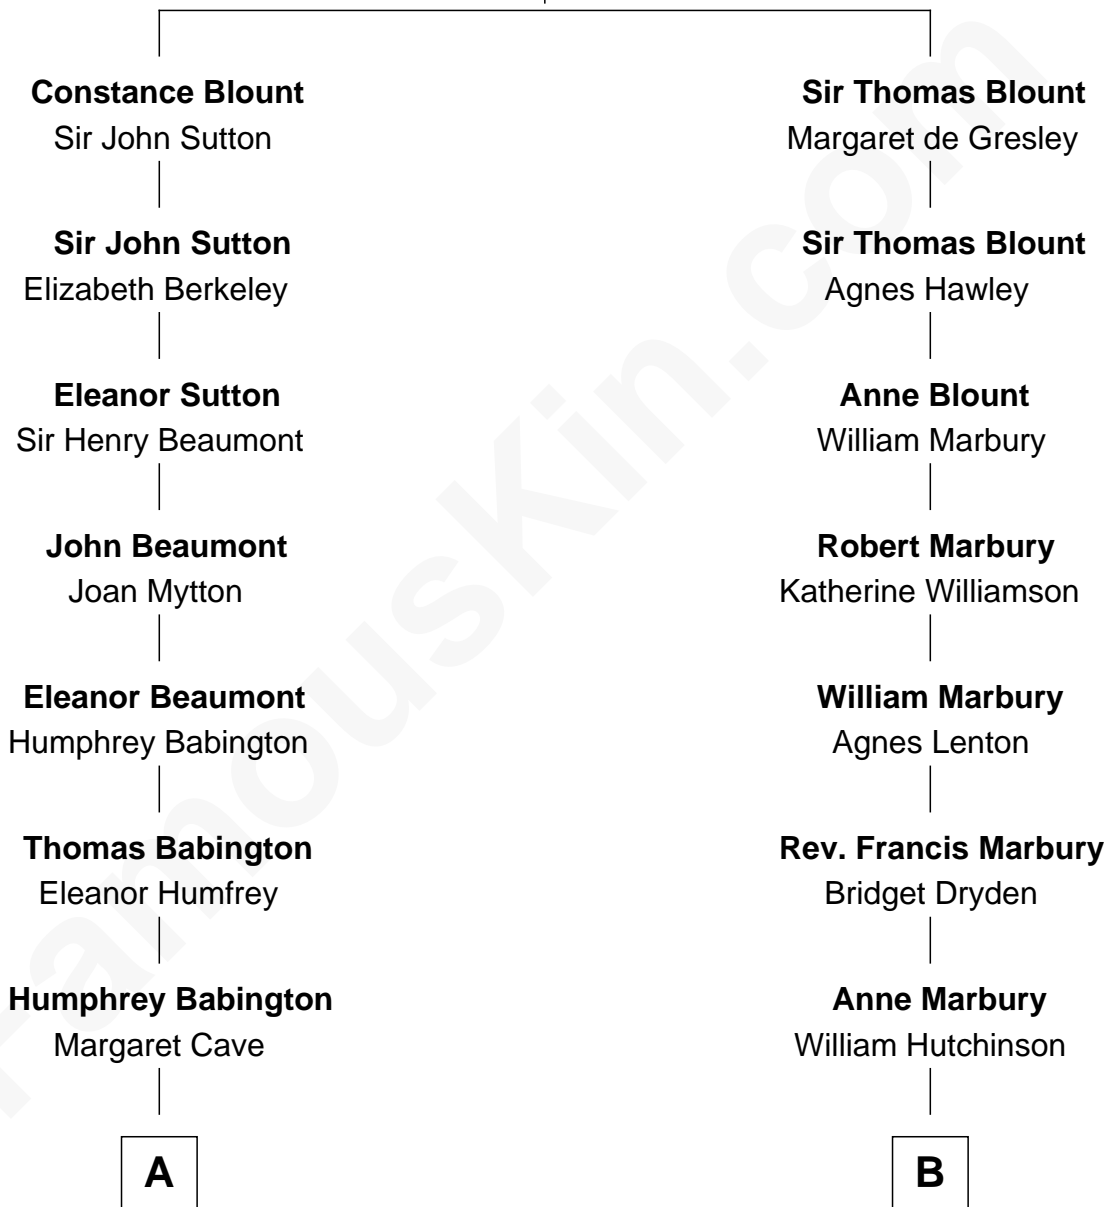 Constance Blount
Sir John Sutton
Sir John Sutton
Elizabeth Berkeley
Eleanor Sutton
Sir Henry Beaumont
John Beaumont
Joan Mytton
Eleanor Beaumont
Humphrey Babington
Thomas Babington
Eleanor Humfrey
Humphrey Babington
Margaret Cave
A
Sir Thomas Blount
Margaret de Gresley
Sir Thomas Blount
Agnes Hawley
Anne Blount
William Marbury
Robert Marbury
Katherine Williamson
William Marbury
Agnes Lenton
Rev. Francis Marbury
Bridget Dryden
Anne Marbury
William Hutchinson
B
FamousKin.com